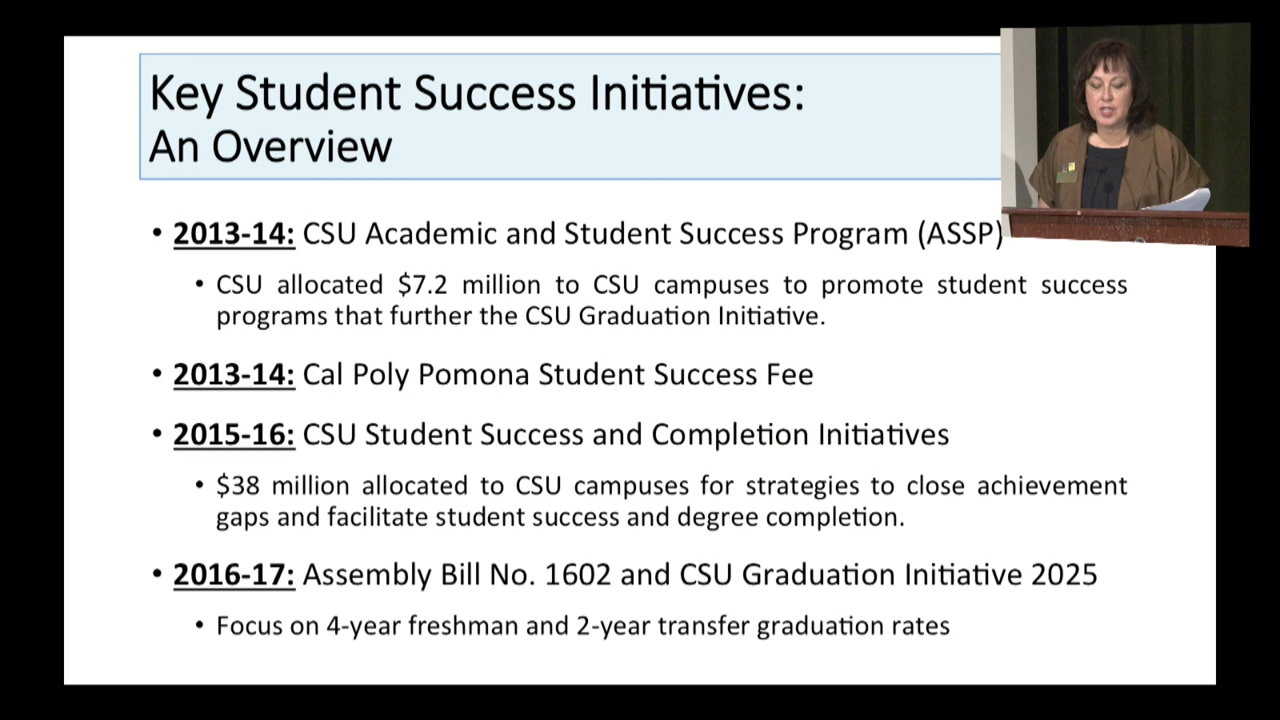 Key Student Success Initiatives:
An Overview
• 2013-14: CSU Academic and Student Success Program (ASSP)
• CSU allocated $7.2 million to CSU campuses to promote student success
programs that further the CSU Graduation Initiative.
• 2013-14: Cal Poly Pomona Student Success Fee
• 2015-16: CSU Student Success and Completion Initiatives
• $38 million allocated to CSU campuses for strategies to close achievement
gaps and facilitate student success and degree completion.
• 2016-17: Assembly Bill No. 1602 and CSU Graduation Initiative 2025
• Focus on 4-year freshman and 2-year transfer graduation rates